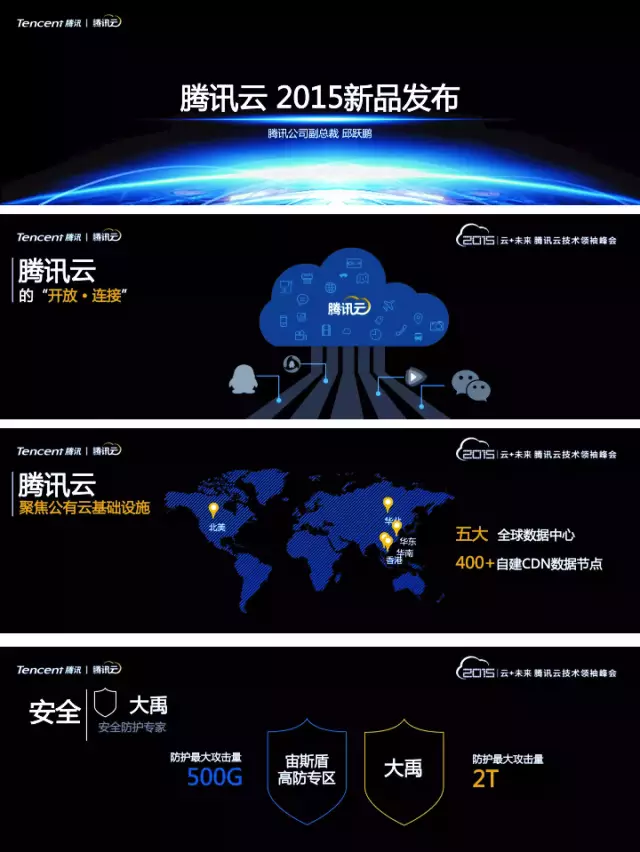 Tencent 腾讯 | 腾讯云
腾讯云 2015新品发布
腾讯公司副总裁 邱跃鹏
Tencent 腾讯 | 腾讯云
2015 云+未来 腾讯云技术领袖峰会
腾讯云
的“开放·连接”
腾讯云
Tencent 腾讯 | 腾讯云
2015 云+未来 腾讯云技术领袖峰会
腾讯云
聚焦公有云基础设施
北美
华北
华东
华南
香港
五大 全球数据中心
400+自建CDN数据节点
Tencent 腾讯 | 腾讯云
2015 云+未来 腾讯云技术领袖峰会
安全
大禹
安全防护专家
防护最大攻击量
500G
宙斯盾
高防专区
大禹
防护最大攻击量
2T